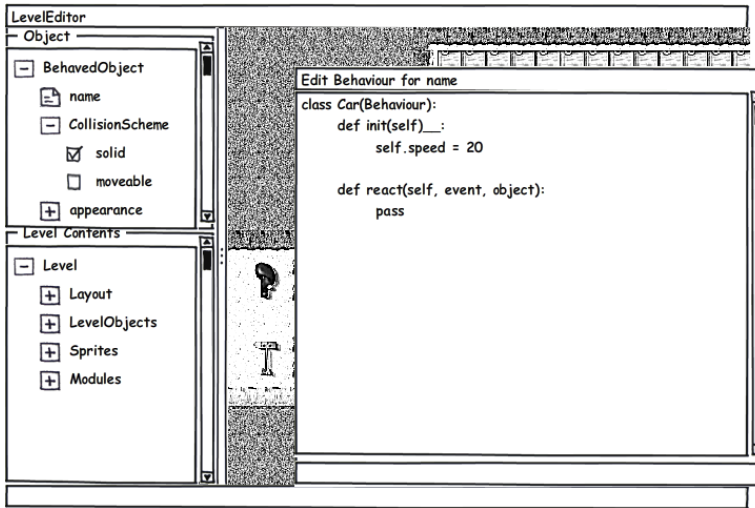 LevelEditor
Object
BehavedObject
name
CollisionScheme
solid
moveable
appearance
Level Contents
Level
Layout
LevelObjects
Sprites
Modules
Edit Behaviour for name
class Car(Behaviour):
def init(self)__:
self.speed = 20
def react(self, event, object):
pass